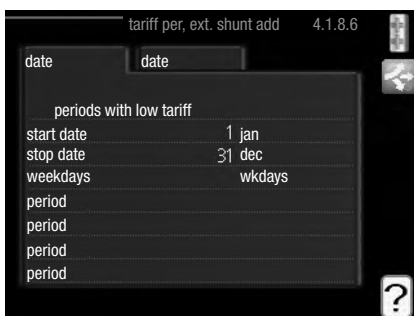 tariff per, ext. shunt add 4.1.8.6
date date
periods with low tariff
start date 1 jan
stop date 31 dec
weekdays wkdays
period
period
period
period
?